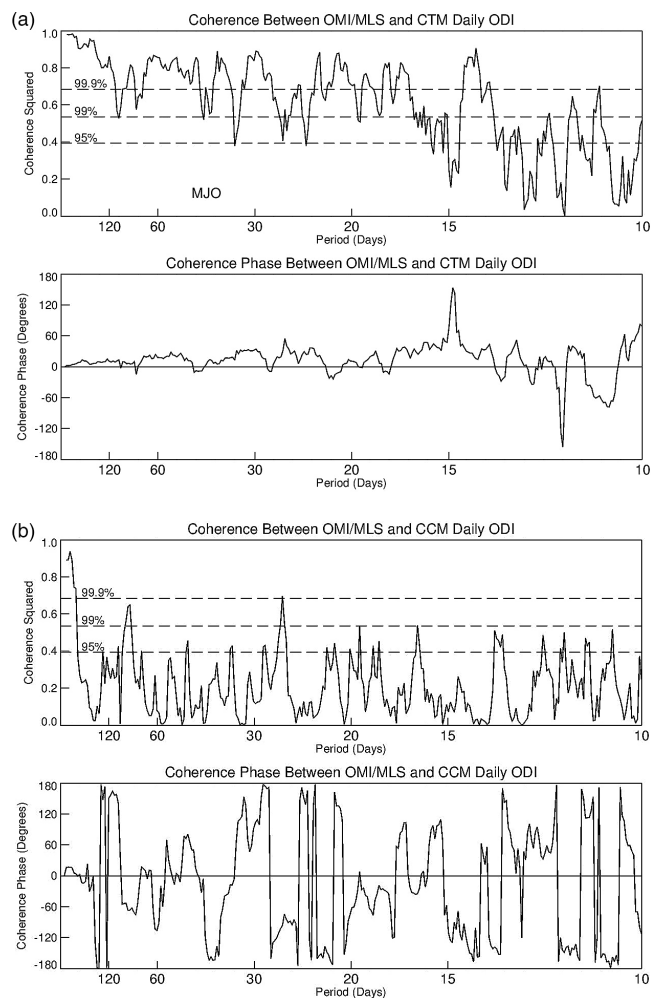 (a)
Coherence Between OMI/MLS and CTM Daily ODI
Coherence Squared
1.0
0.8
0.6
0.4
0.2
0.0
99.9%
99%
95%
MJO
120 60 30 20 15 10
Period (Days)
Coherence Phase Between OMI/MLS and CTM Daily ODI
Coherence Phase (Degrees)
180
120
60
0
-60
-120
-180
120 60 30 20 15 10
Period (Days)
(b)
Coherence Between OMI/MLS and CCM Daily ODI
Coherence Squared
1.0
0.8
0.6
0.4
0.2
0.0
99.9%
99%
95%
120 60 30 20 15 10
Period (Days)
Coherence Phase Between OMI/MLS and CCM Daily ODI
Coherence Phase (Degrees)
180
120
60
0
-60
-120
-180
120 60 30 20 15 10
Period (Days)